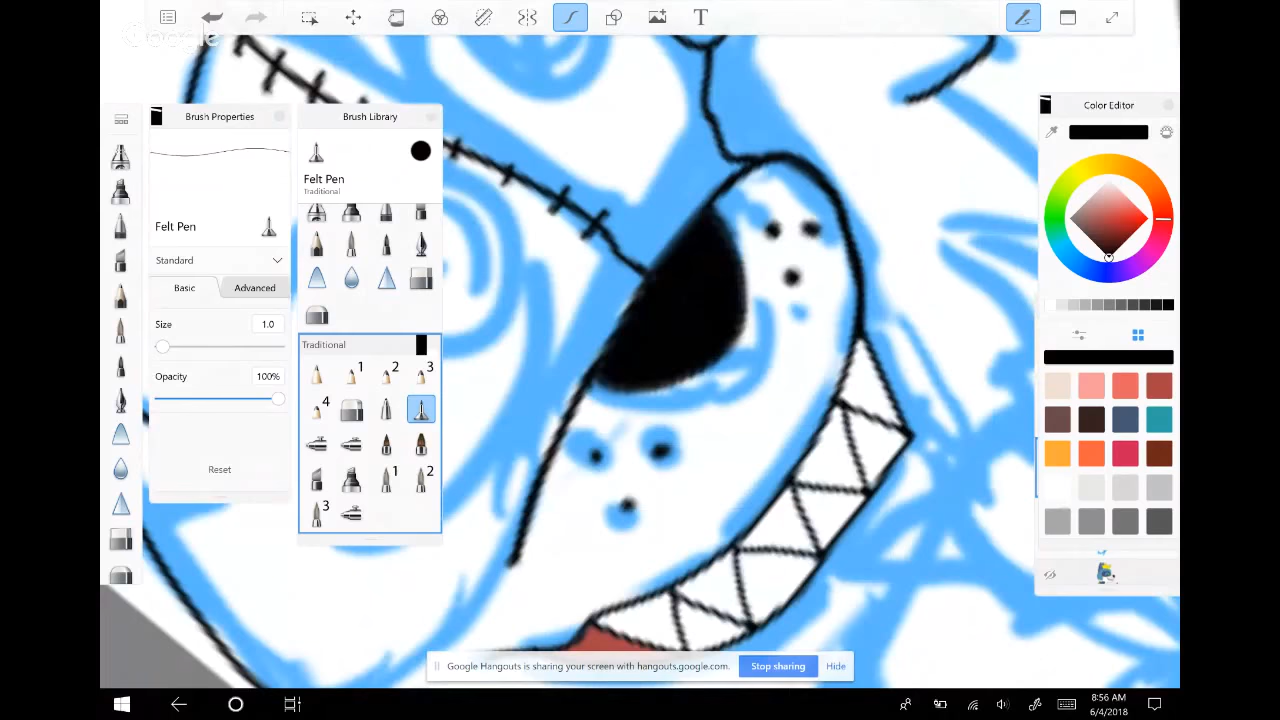 T
Google
Brush Properties
Brush Library
Color Editor
Felt Pen
Traditional
Felt Pen
Standard
Basic
Advanced
Size
1.0
Opacity
100%
Reset
Traditional
1
2
3
4
1
2
3
Google Hangouts is sharing your screen with hangouts.google.com.
Stop sharing
Hide
8:56 AM
6/4/2018